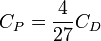 C_P = \frac{4}{27} C_D